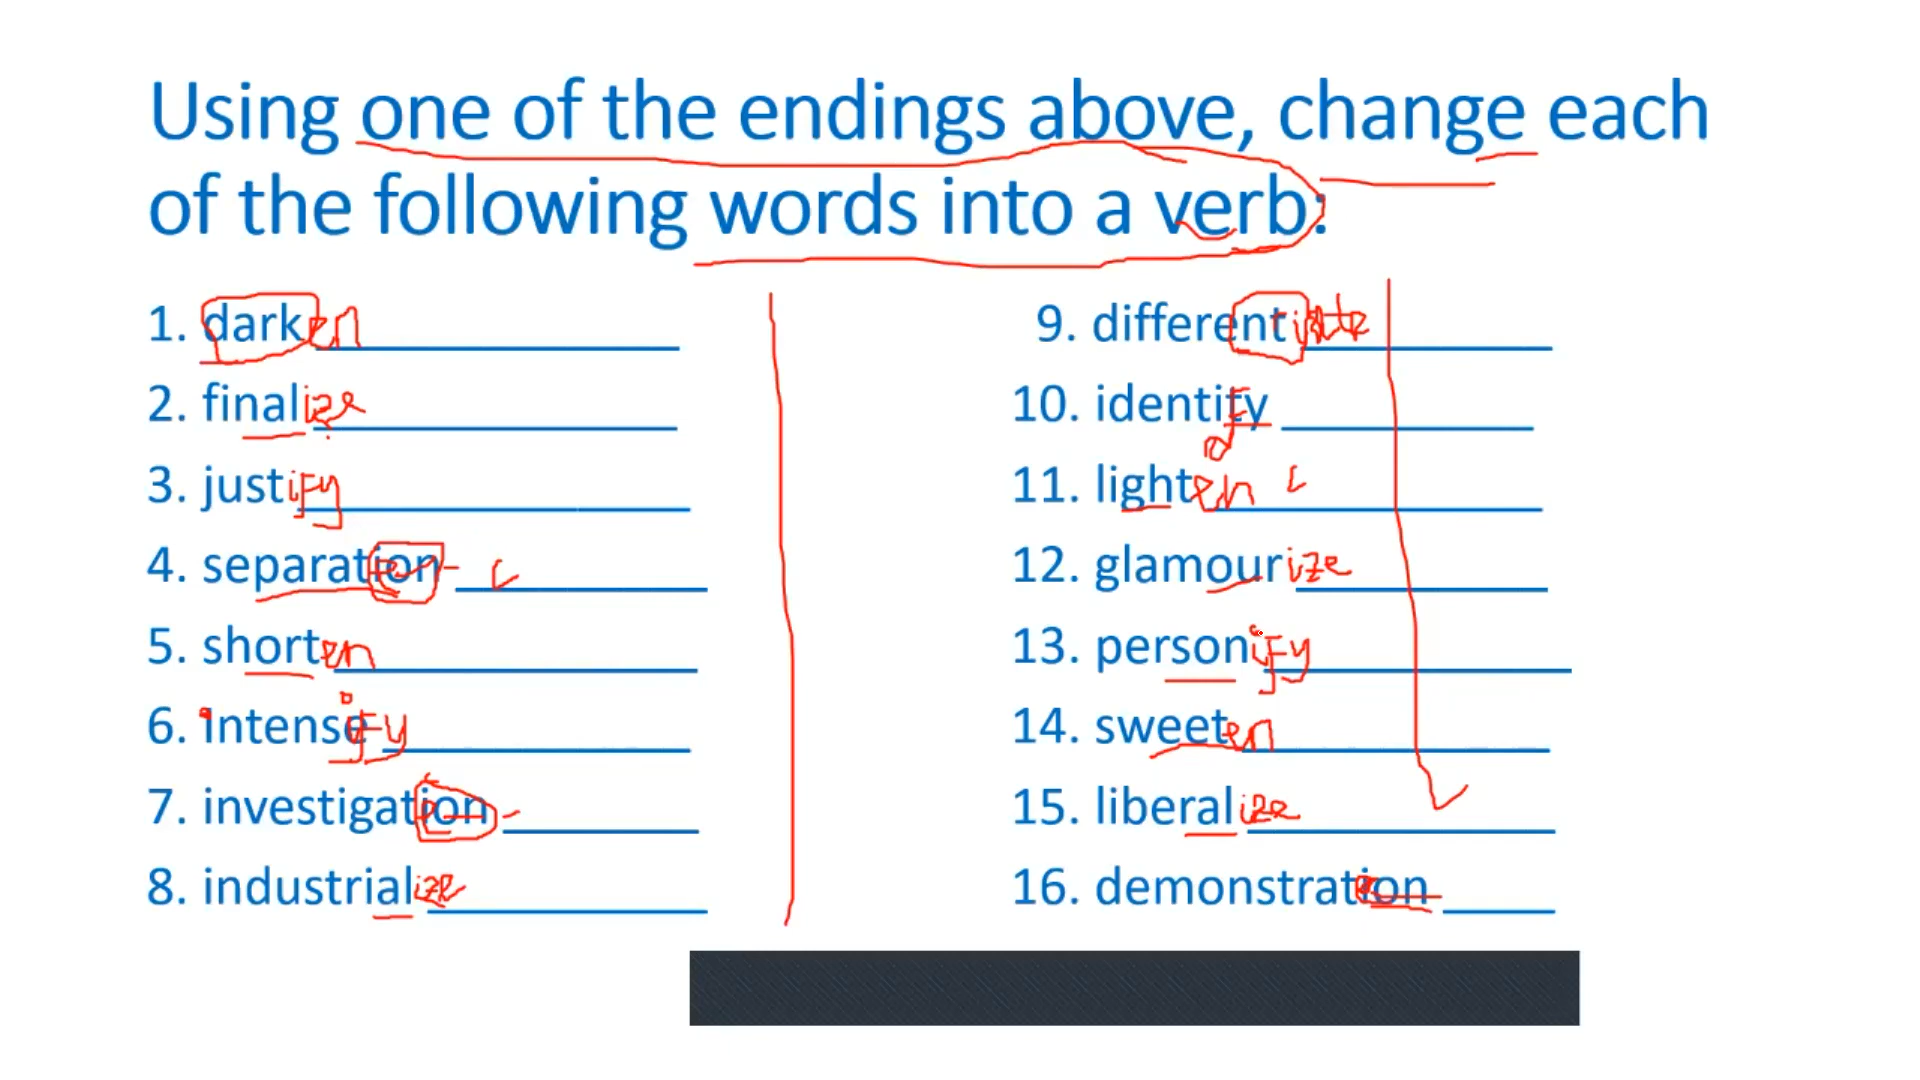 Using one of the endings above, change each
of the following words into a verb:
1. darken
2. finalize
3. justify
4. separation e
5. shorten
6. Intensify
7. investigation e
8. industrialize
9. differentiate
10. identify
11. lighten
12. glamourize
13. personify
14. sweeten
15. liberalize
16. demonstration e